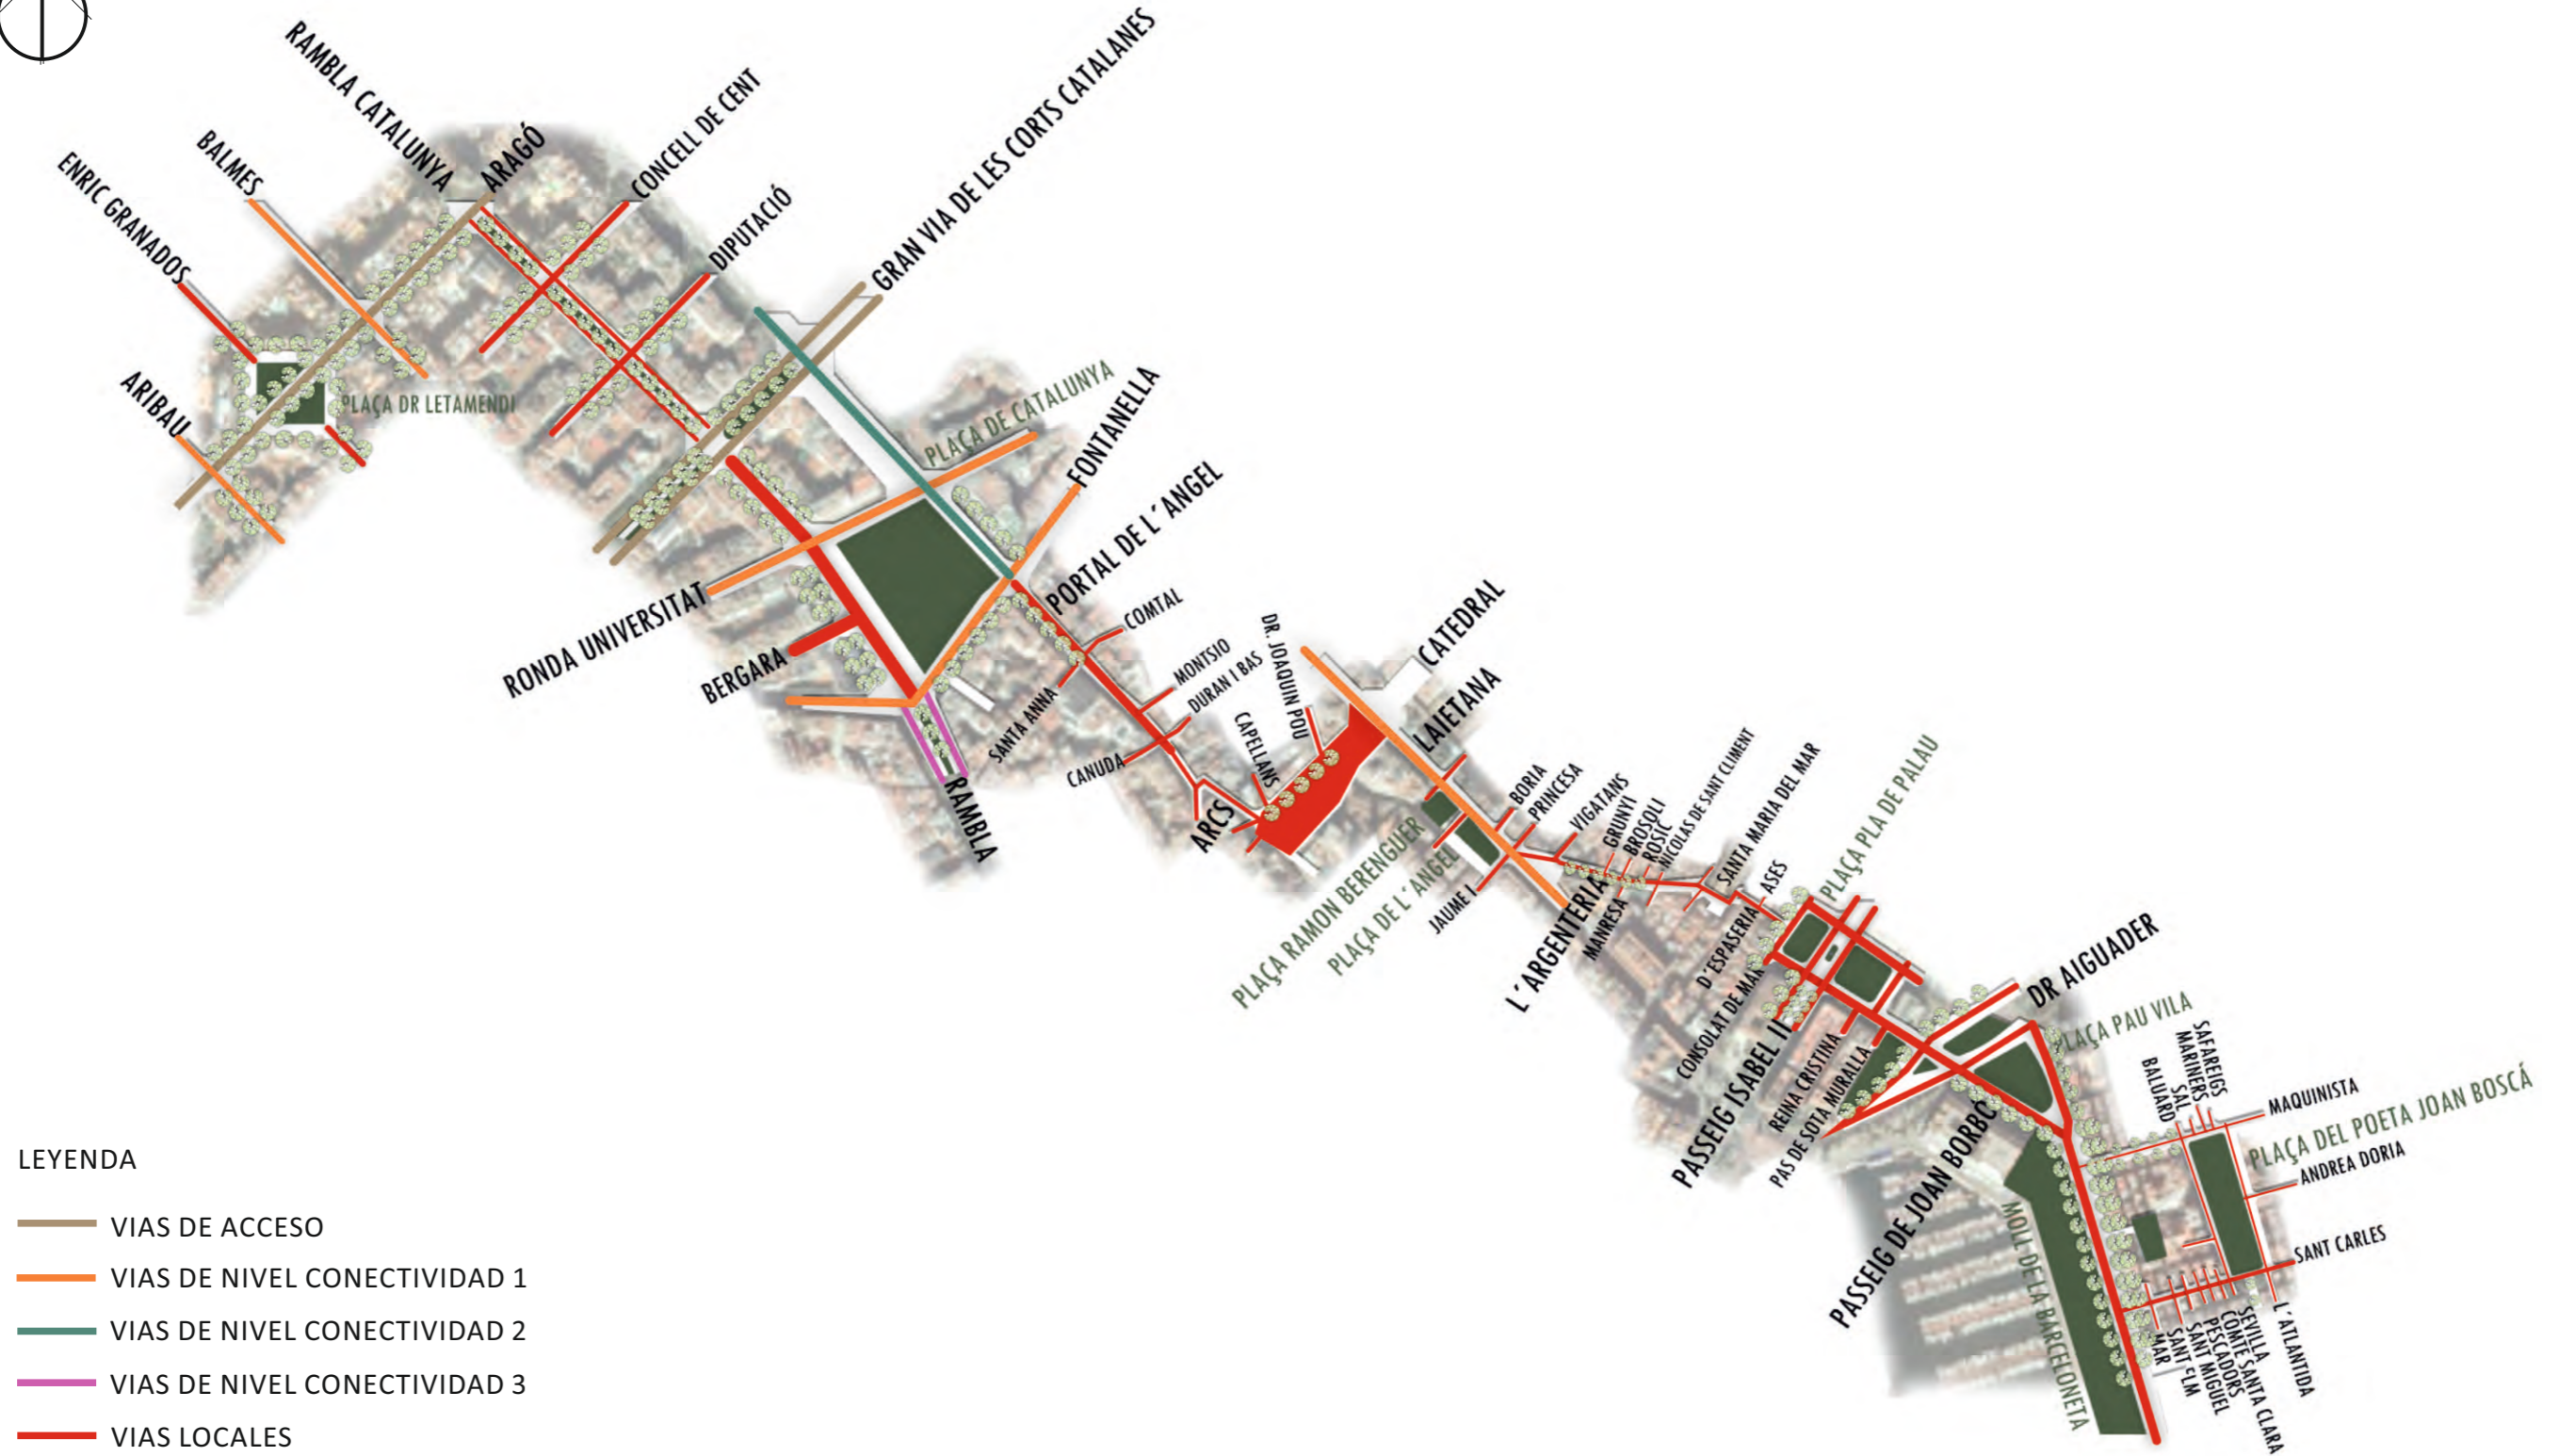 RAMBLA CATALUNYA
ARAGÓ
CONCELL DE CENT
GRAN VIA DE LES CORTS CATALANES
BALMES
ENRIC GRANADOS
DIPUTACIÓ
ARIBAU
PLAÇA DR LETAMENDI
PLAÇA DE CATALUNYA
FONTANELLA
PORTAL DE L´ANGEL
RONDA UNIVERSITAT
BERGARA
COMTAL
MONTSIO
DURAN I BAS
SANTA ANNA
CANUDA
RAMBLA
DR. JOAQUIN POU
CAPELLANS
ARCS
CATEDRAL
LAIETANA
BORIA
PRINCESA
VIGATANS
GRUNYI
BROSOLI
ROSIC
NICOLAS DE SANT CLIMENT
SANTA MARIA DEL MAR
ASES
PLAÇA PLA DE PALAU
PLAÇA RAMON BERENGUER
PLAÇA DE L´ANGEL
JAUME I
L´ARGENTERIA
MANRESA
D´ESPASERIA
CONSOLAT DE MAR
PASSEIG ISABEL II
REINA CRISTINA
PAS DE SOTA MURALLA
DR AIGUADER
PLAÇA PAU VILA
PASSEIG DE JOAN BORBÓ
MOLL DE LA BARCELONETA
BALUARD
SAL
MARINERS
SAFAREIGS
MAQUINISTA
PLAÇA DEL POETA JOAN BOSCÁ
ANDREA DORIA
SANT CARLES
MAR
SANT ELM
SANT MIGUEL
PESCADORS
COMTE SANTA CLARA
SEVILLA
L´ATLANTIDA
LEYENDA
VIAS DE ACCESO
VIAS DE NIVEL CONECTIVIDAD 1
VIAS DE NIVEL CONECTIVIDAD 2
VIAS DE NIVEL CONECTIVIDAD 3
VIAS LOCALES